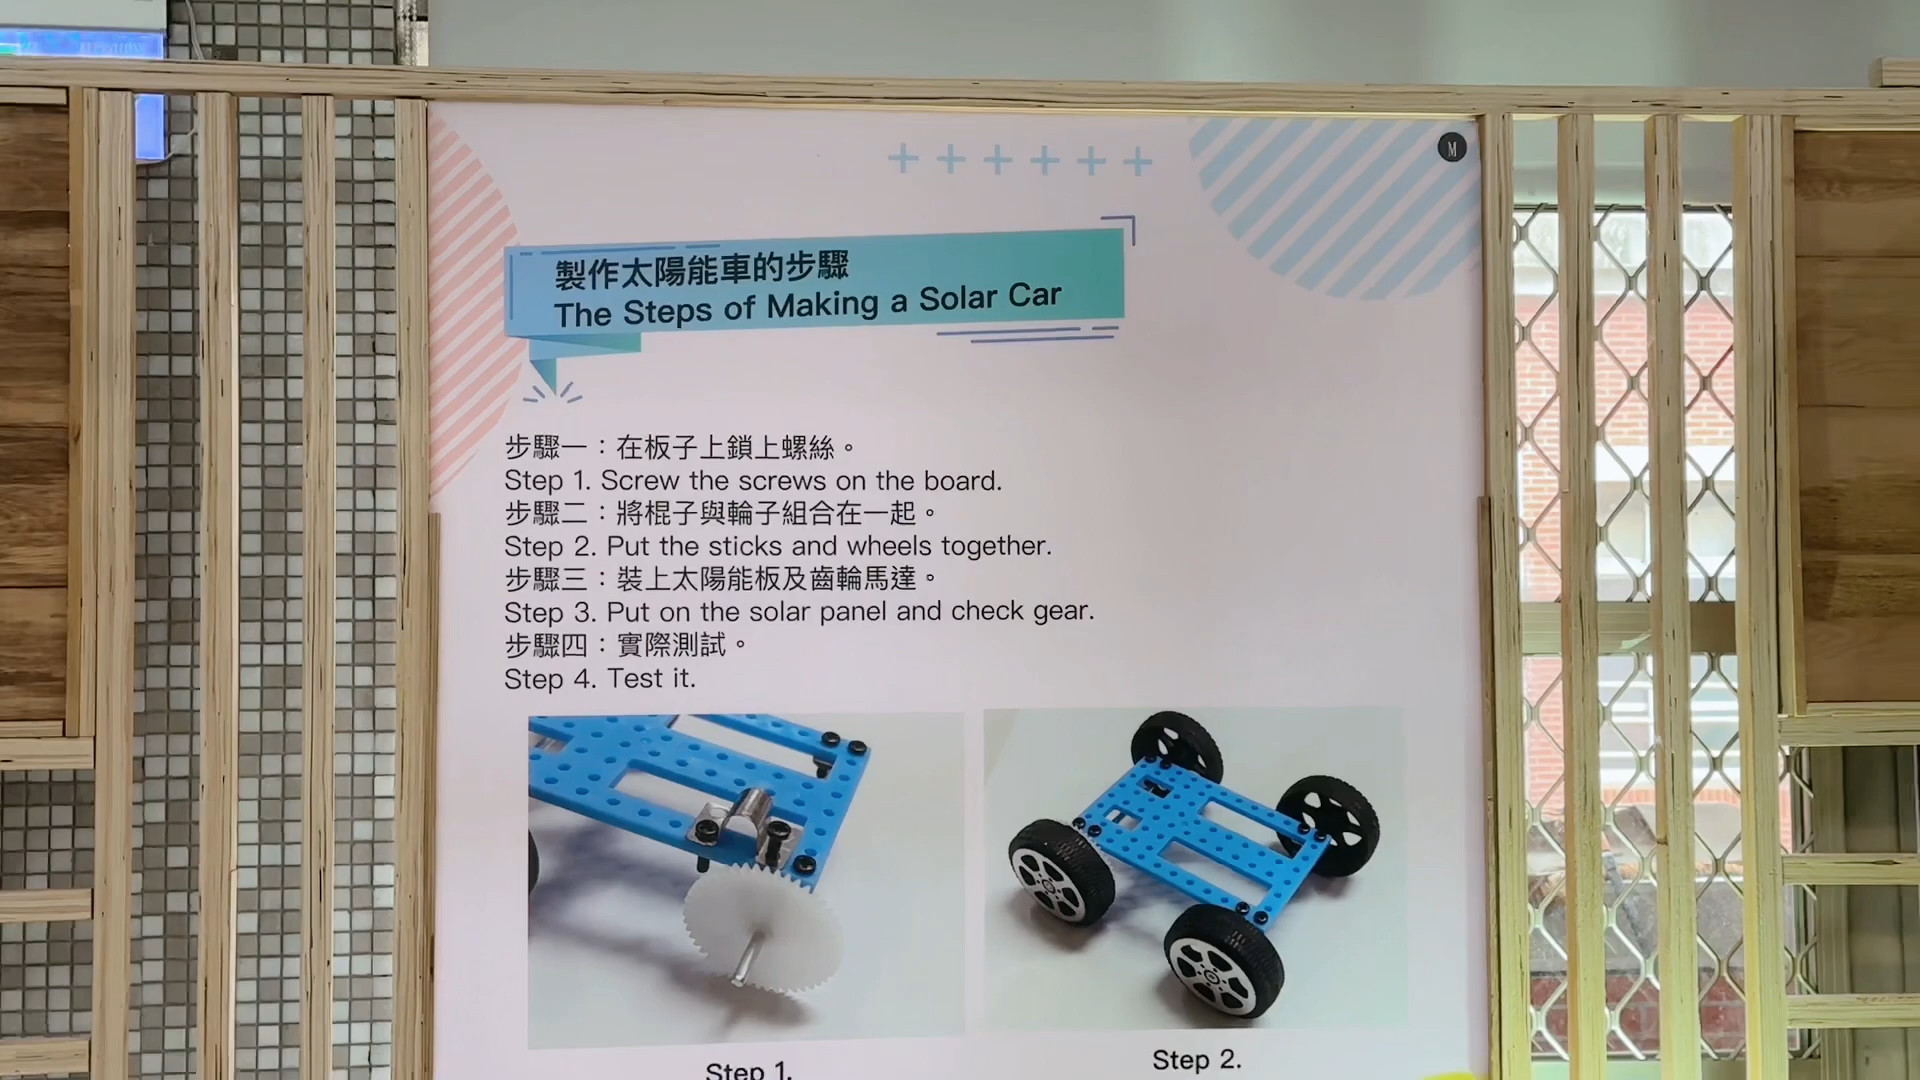 M
製作太陽能車的步驟
The Steps of Making a Solar Car
步驟一：在板子上鎖上螺絲。
Step 1. Screw the screws on the board.
步驟二：將棍子與輪子組合在一起。
Step 2. Put the sticks and wheels together.
步驟三：裝上太陽能板及齒輪馬達。
Step 3. Put on the solar panel and check gear.
步驟四：實際測試。
Step 4. Test it.
Step 1.
Step 2.